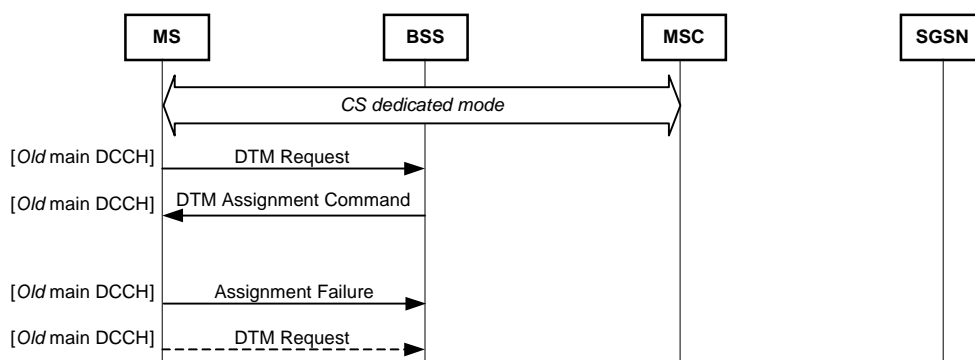 MS BSS MSC SGSN
CS dedicated mode
[Old main DCCH] DTM Request
[Old main DCCH] DTM Assignment Command
[Old main DCCH] Assignment Failure
[Old main DCCH] DTM Request